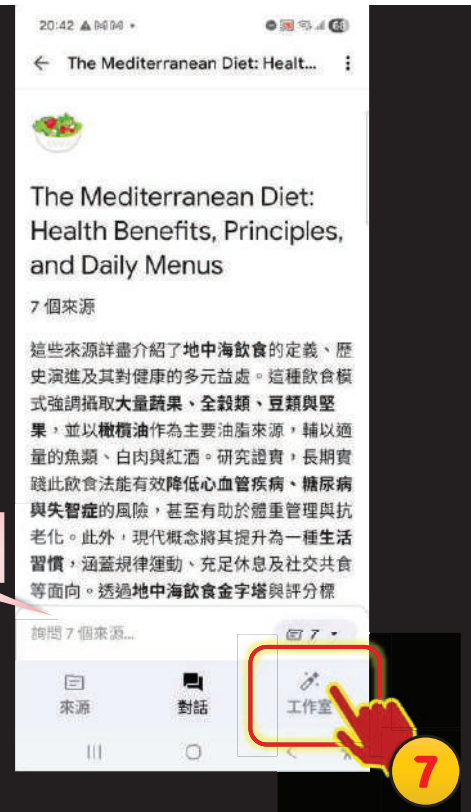 20:42
68
The Mediterranean Diet: Healt...
The Mediterranean Diet:
Health Benefits, Principles,
and Daily Menus
7 個來源
這些來源詳盡介紹了地中海飲食的定義、歷
史演進及其對健康的多元益處。這種飲食模
式強調攝取大量蔬果、全穀類、豆類與堅
果，並以橄欖油作為主要油脂來源，輔以適
量的魚類、白肉與紅酒。研究證實，長期實
踐此飲食法能有效降低心血管疾病、糖尿病
與失智症的風險，甚至有助於體重管理與抗
老化。此外，現代概念將其提升為一種生活
習慣，涵蓋規律運動、充足休息及社交共食
等面向。透過地中海飲食金字塔與評分標
詢問 7 個來源...
7
來源
對話
工作室
7